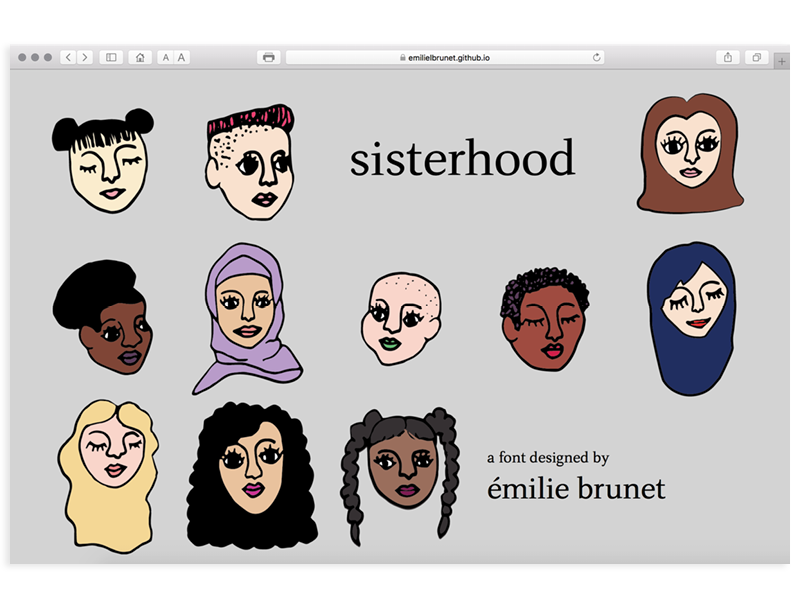 A A
emilielbrunet.github.io
sisterhood
a font designed by
émilie brunet